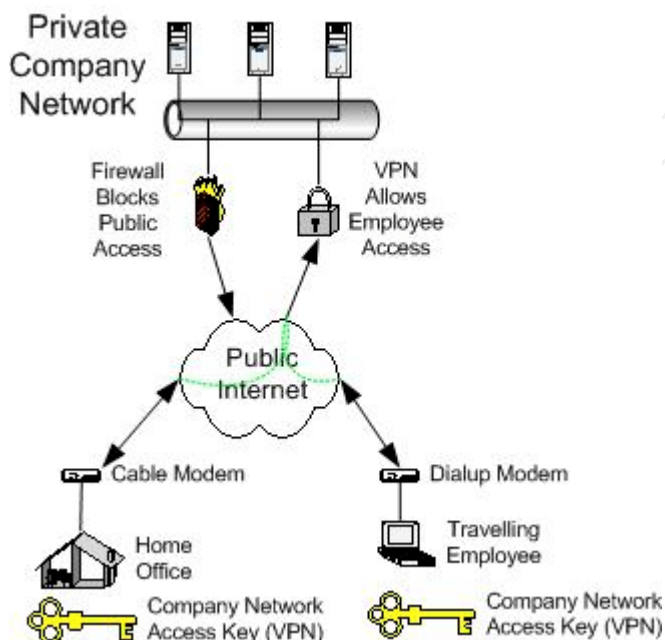 Private
Company
Network
Firewall
Blocks
Public
Access
VPN
Allows
Employee
Access
Public
Internet
Cable Modem
Dialup Modem
Home
Office
Travelling
Employee
Company Network
Access Key (VPN)
Company Network
Access Key (VPN)